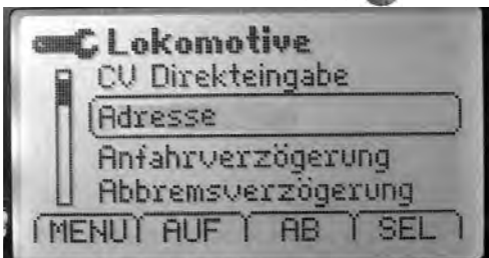 Lokomotive
CV Direkteingabe
Adresse
Anfahrverzögerung
Abbremsverzögerung
MENU AUF AB SEL